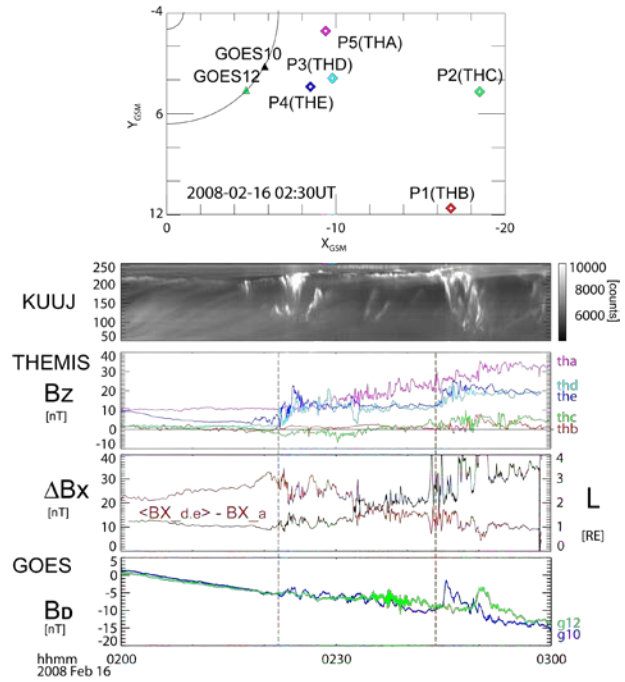 -4
P5(THA)
GOES10
GOES12
P3(THD)
P4(THE)
P2(THC)
Y GSM
6
2008-02-16 02:30UT
P1(THB)
12
0
-10
-20
X GSM
KUUJ
250
200
150
100
50
10000
8000
6000
[counts]
THEMIS
Bz
[nT]
40
30
20
10
0
-10
tha
thd
the
thc
thb
ΔBx
[nT]
40
30
20
10
0
<BX_d.e> - BX_a
4
3
2
1
0
L
[RE]
GOES
BD
[nT]
5
0
-5
-10
-15
-20
g12
g10
hhmm
2008 Feb 16
0200
0230
0300